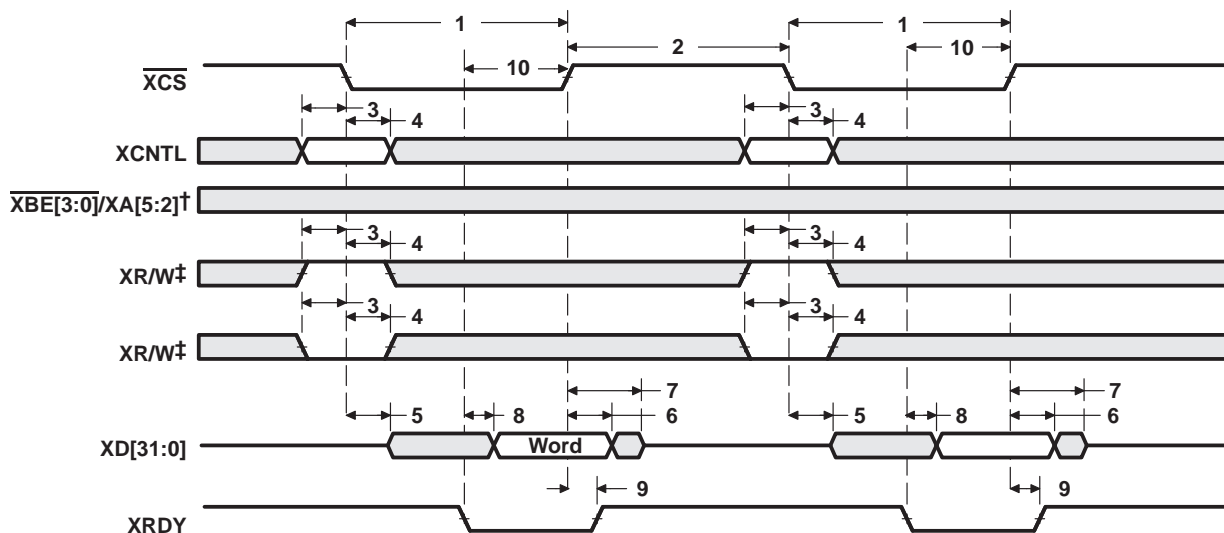 1 1
2
10 10
XCS
3 3
4 4
XCNTL
XBE[3:0]/XA[5:2]†
3 3
4 4
XR/W‡
3 3
4 4
XR/W‡
7 7
5 8 6 5 8 6
XD[31:0] Word
9 9
XRDY